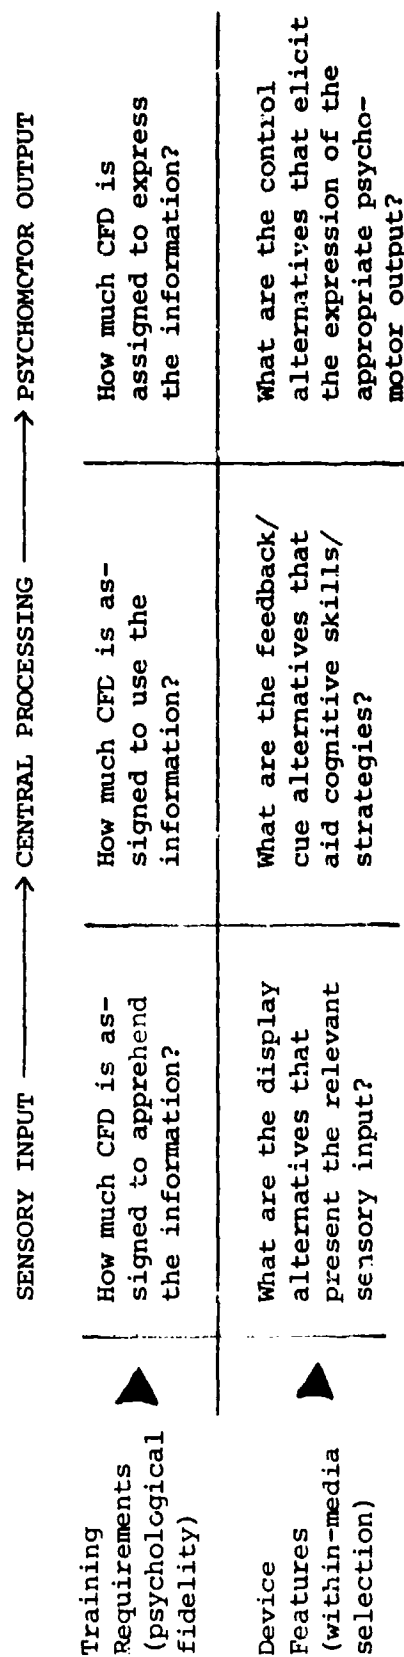 SENSORY INPUT → CENTRAL PROCESSING → PSYCHOMOTOR OUTPUT
Training
Requirements
(psychological
fidelity)
How much CFD is as-
signed to apprehend
the information?
How much CFD is as-
signed to use the
information?
How much CFD is
assigned to express
the information?
Device
Features
(within-media
selection)
What are the display
alternatives that
present the relevant
sensory input?
What are the feedback/
cue alternatives that
aid cognitive skills/
strategies?
What are the control
alternatives that elicit
the expression of the
appropriate psycho-
motor output?